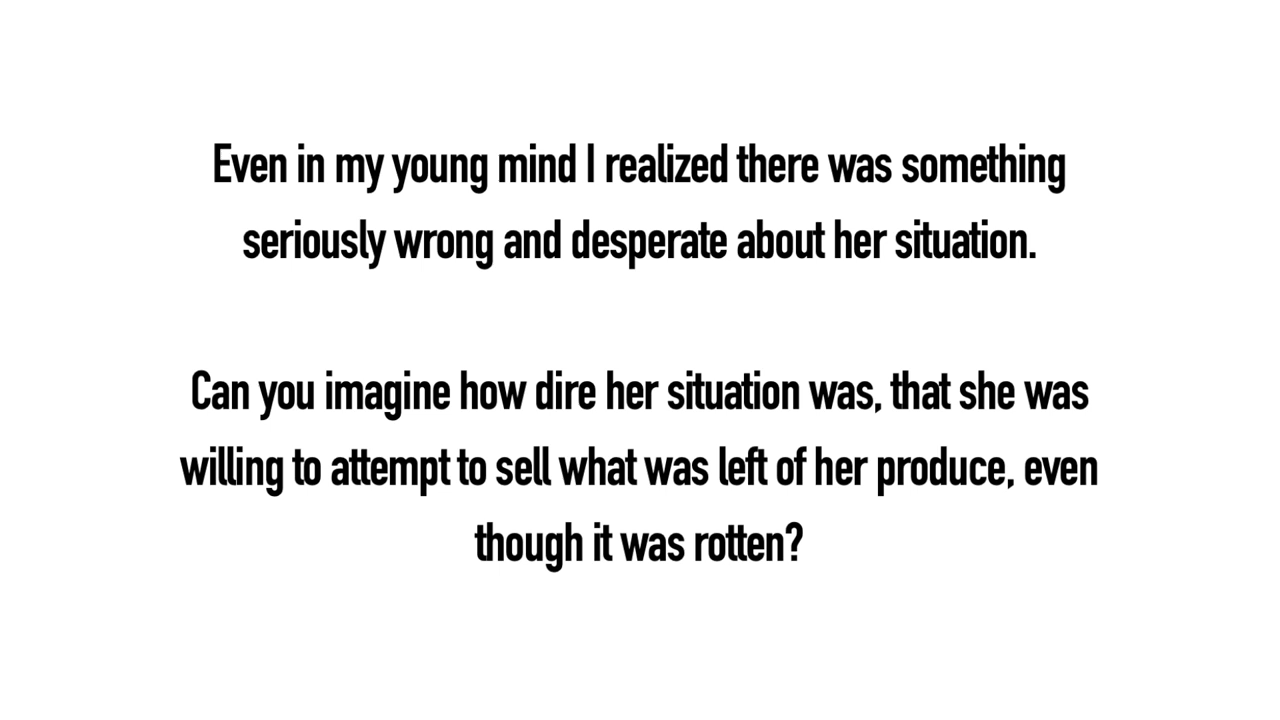 Even in my young mind I realized there was something
seriously wrong and desperate about her situation.
Can you imagine how dire her situation was, that she was
willing to attempt to sell what was left of her produce, even
though it was rotten?